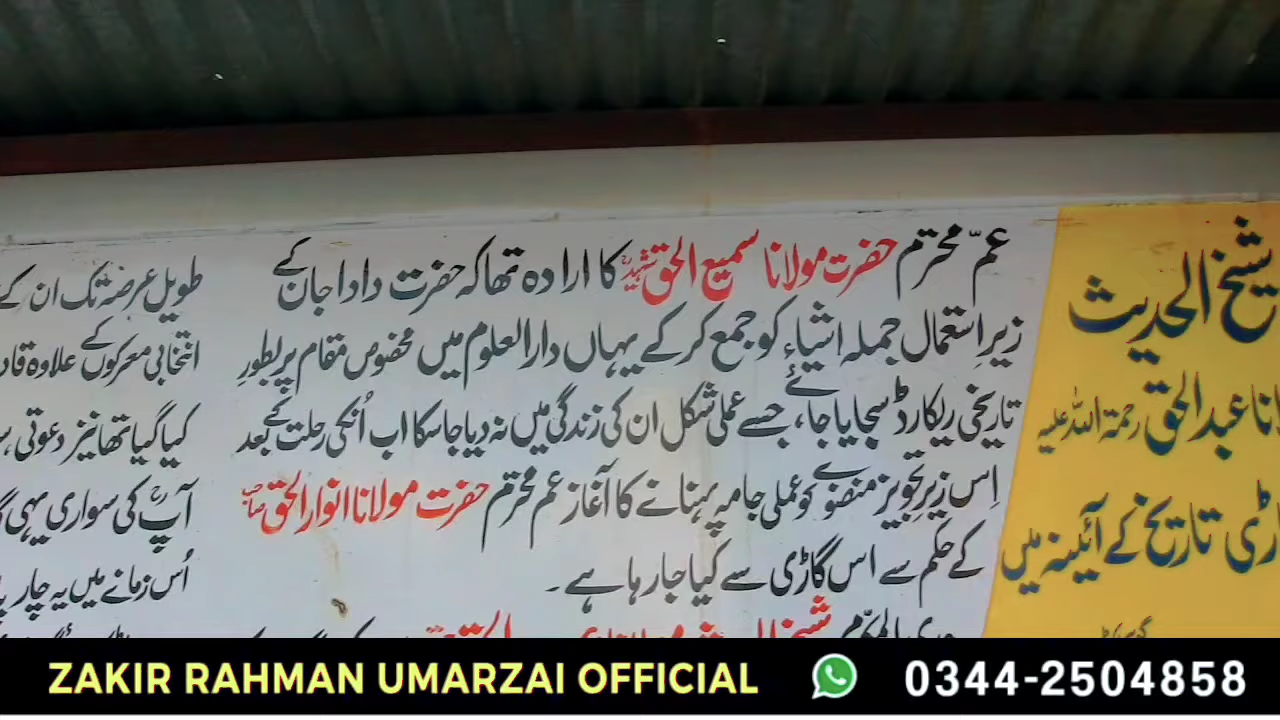 شیخ الحدیث
عبدالحق رحمۃ اللہ علیہ
تاریخ کے آئینہ میں
عمّ محترم حضرت مولانا سمیع الحق شہیدؒ کا ارادہ تھا کہ حضرت دادا جان کے
زیرِ استعمال جملہ اشیاء کو جمع کر کے یہاں دارالعلوم میں مخصوص مقام پر بطورِ
تاریخی ریکارڈ سجایا جائے، جسے عملی شکل ان کی زندگی میں نہ دیا جا سکا اب اُنکی رحلت کے بعد
اِس زیرِ تجویز منصوبے کو عملی جامہ پہنانے کا آغاز عم محترم حضرت مولانا انوار الحق صاحب
کے حکم سے اس گاڑی سے کیا جا رہا ہے۔
طویل عرصہ تک ان کے
انتخابی معرکوں کے علاوہ
کیا گیا تھا نیز دعوتی،
آپؒ کی سواری یہی
اُس زمانے میں یہ چار
ZAKIR RAHMAN UMARZAI OFFICIAL
0344-2504858